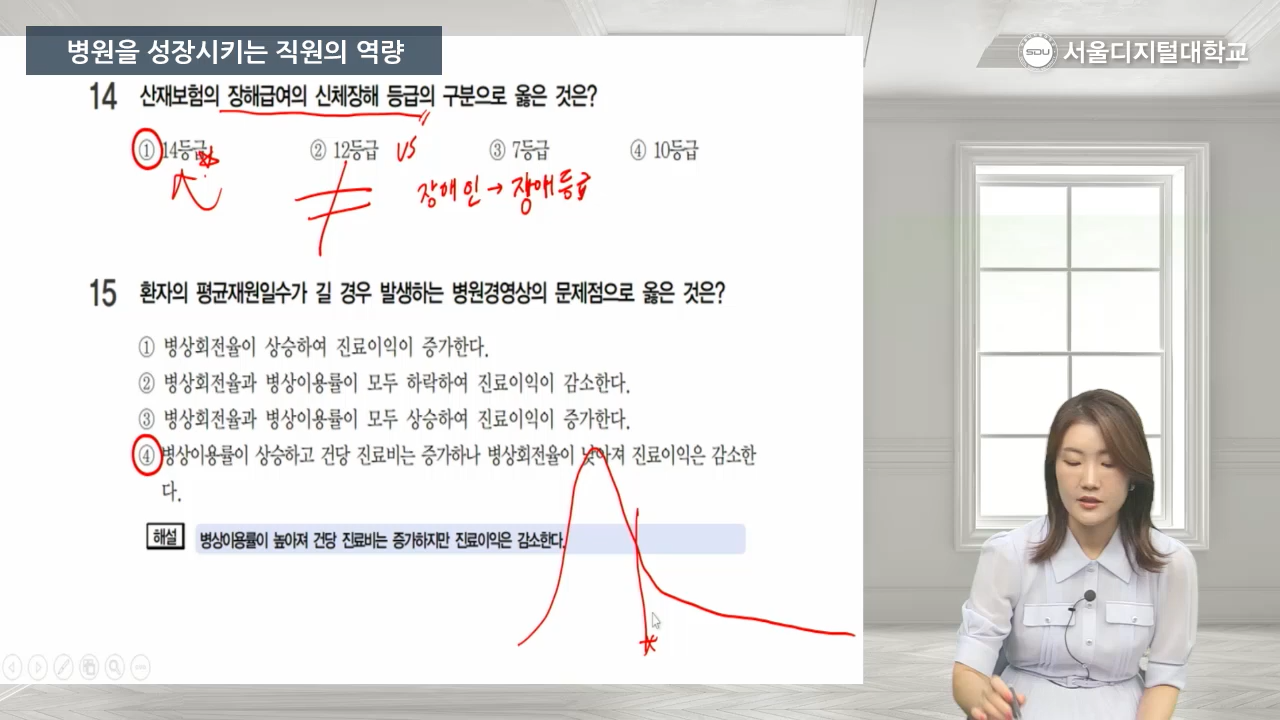 병원을 성장시키는 직원의 역량
SDU 서울디지털대학교
14 산재보험의 장해급여의 신체장해 등급의 구분으로 옳은 것은?
① 14등급 ② 12등급 VS ③ 7등급 ④ 10등급
장애인 → 장애등급
15 환자의 평균재원일수가 길 경우 발생하는 병원경영상의 문제점으로 옳은 것은?
① 병상회전율이 상승하여 진료이익이 증가한다.
② 병상회전율과 병상이용률이 모두 하락하여 진료이익이 감소한다.
③ 병상회전율과 병상이용률이 모두 상승하여 진료이익이 증가한다.
④ 병상이용률이 상승하고 건당 진료비는 증가하나 병상회전율이 낮아져 진료이익은 감소한
다.
해설 병상이용률이 높아져 건당 진료비는 증가하지만 진료이익은 감소한다.